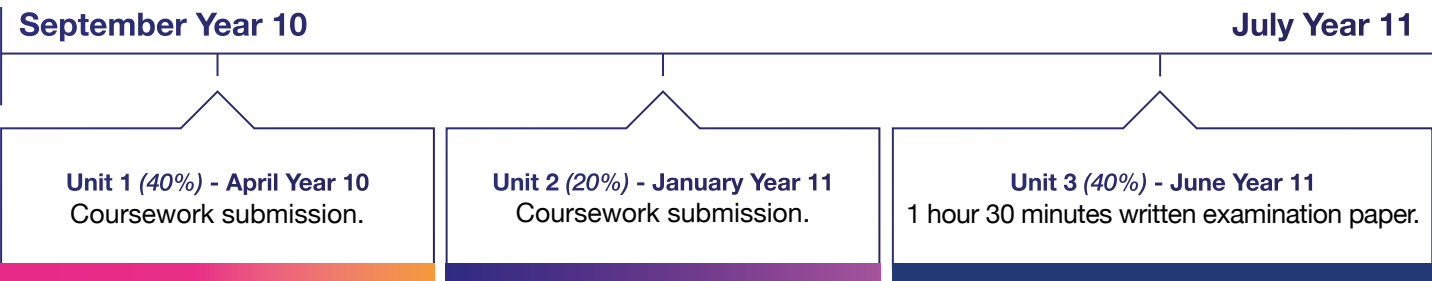 September Year 10
July Year 11
Unit 1 (40%) - April Year 10
Coursework submission.
Unit 2 (20%) - January Year 11
Coursework submission.
Unit 3 (40%) - June Year 11
1 hour 30 minutes written examination paper.